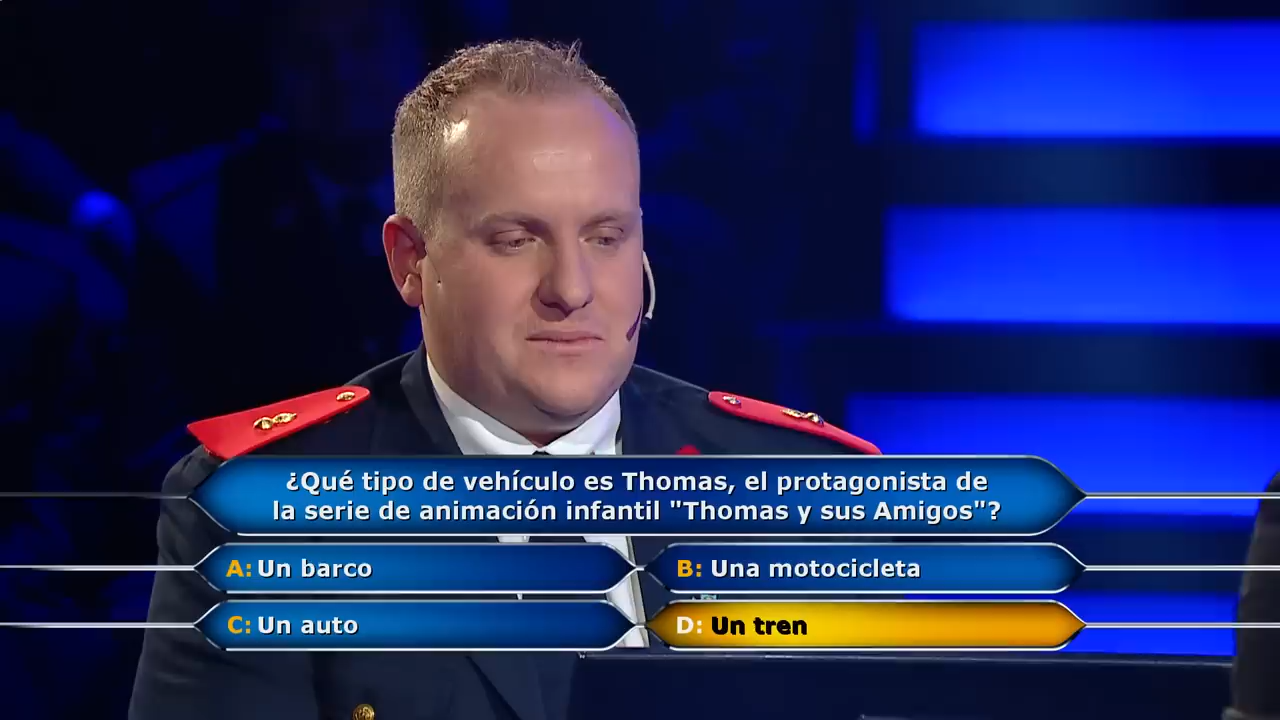 ¿Qué tipo de vehículo es Thomas, el protagonista de
la serie de animación infantil "Thomas y sus Amigos"?
A: Un barco
B: Una motocicleta
C: Un auto
D: Un tren